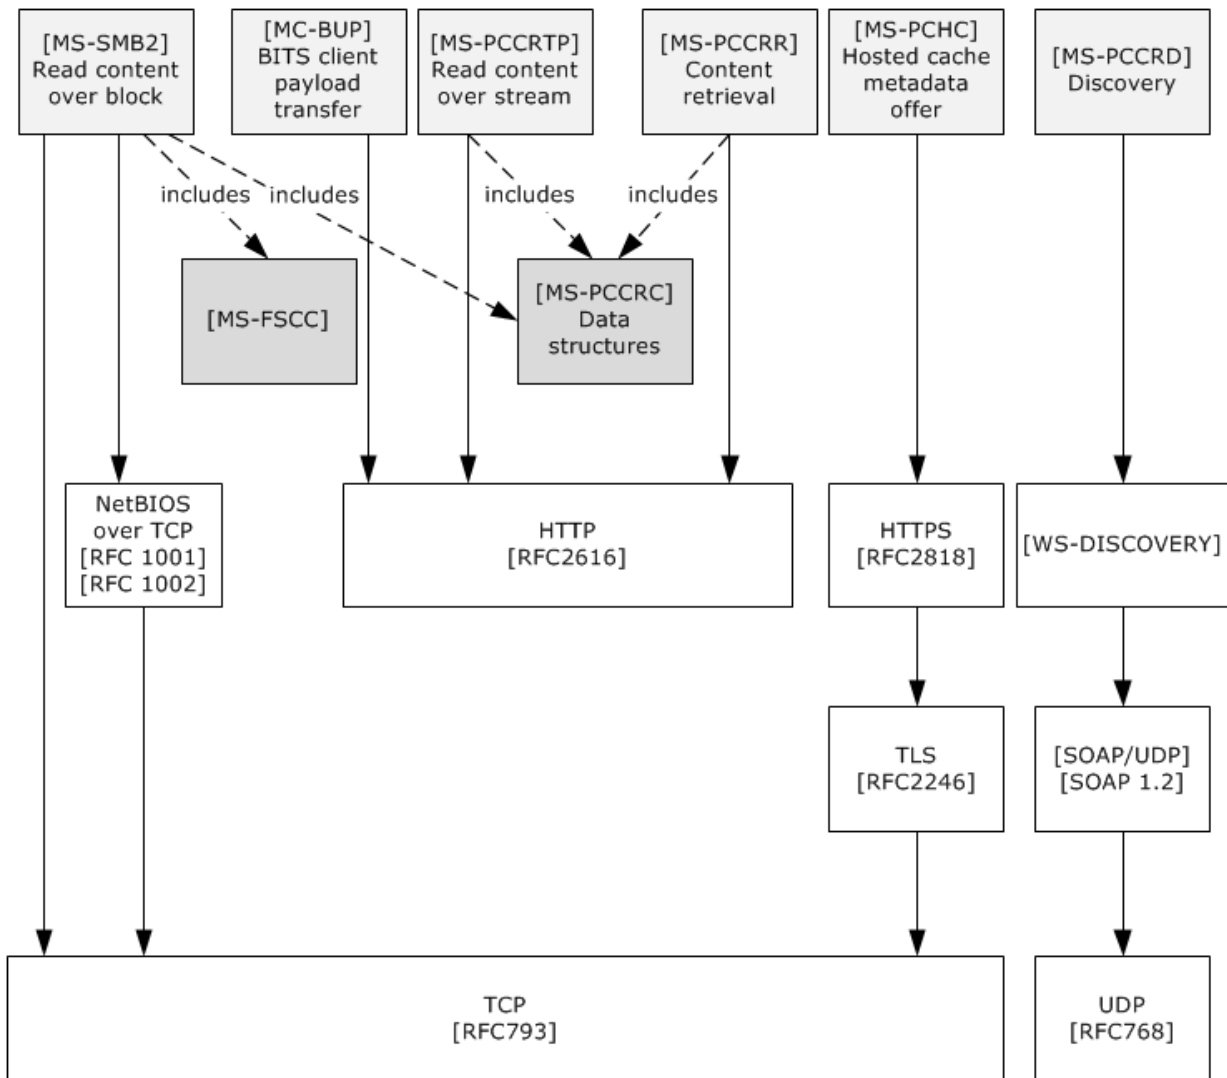 [MS-SMB2]
Read content
over block
[MC-BUP]
BITS client
payload
transfer
[MS-PCCRTP]
Read content
over stream
[MS-PCCRR]
Content
retrieval
[MS-PCHC]
Hosted cache
metadata
offer
[MS-PCCRD]
Discovery
includes
includes
includes
includes
[MS-FSCC]
[MS-PCCRC]
Data
structures
NetBIOS
over TCP
[RFC 1001]
[RFC 1002]
HTTP
[RFC2616]
HTTPS
[RFC2818]
[WS-DISCOVERY]
TLS
[RFC2246]
[SOAP/UDP]
[SOAP 1.2]
TCP
[RFC793]
UDP
[RFC768]